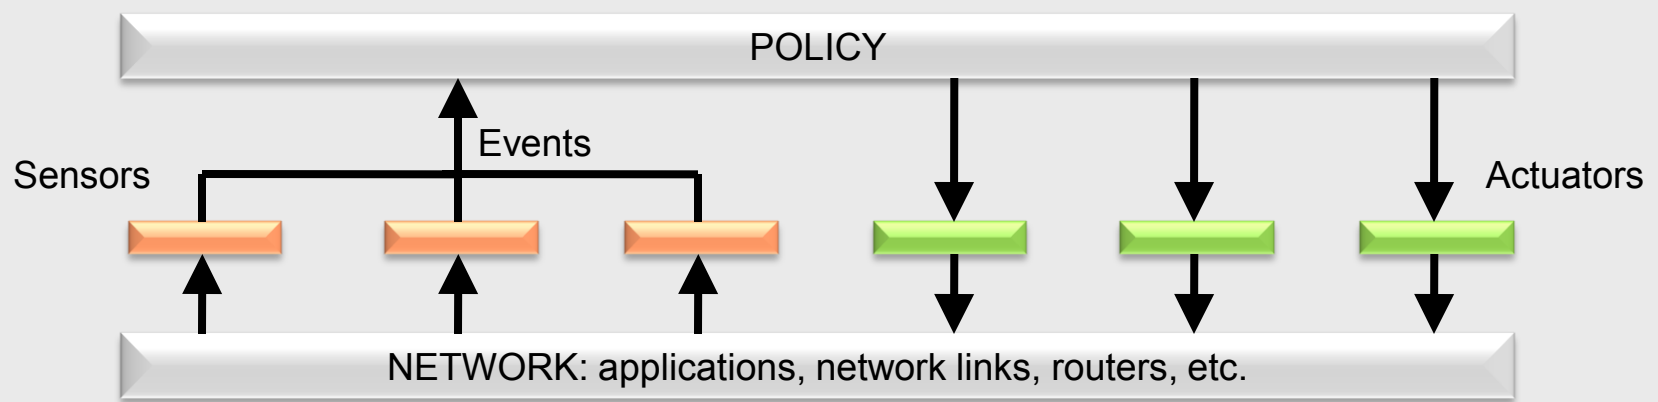 POLICY
Events
Sensors
Actuators
NETWORK: applications, network links, routers, etc.